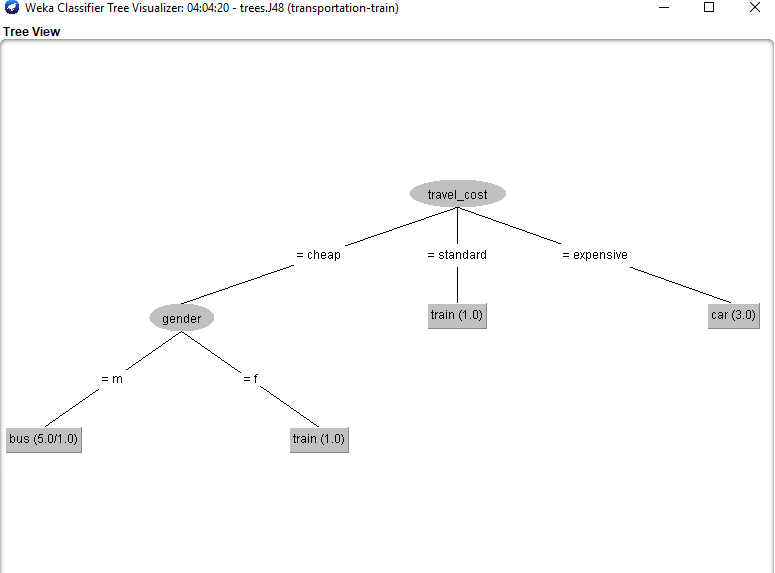 Weka Classifier Tree Visualizer: 04:04:20 - trees.J48 (transportation-train)
Tree View
travel_cost
= cheap = standard = expensive
gender train (1.0) car (3.0)
= m = f
bus (5.0/1.0) train (1.0)